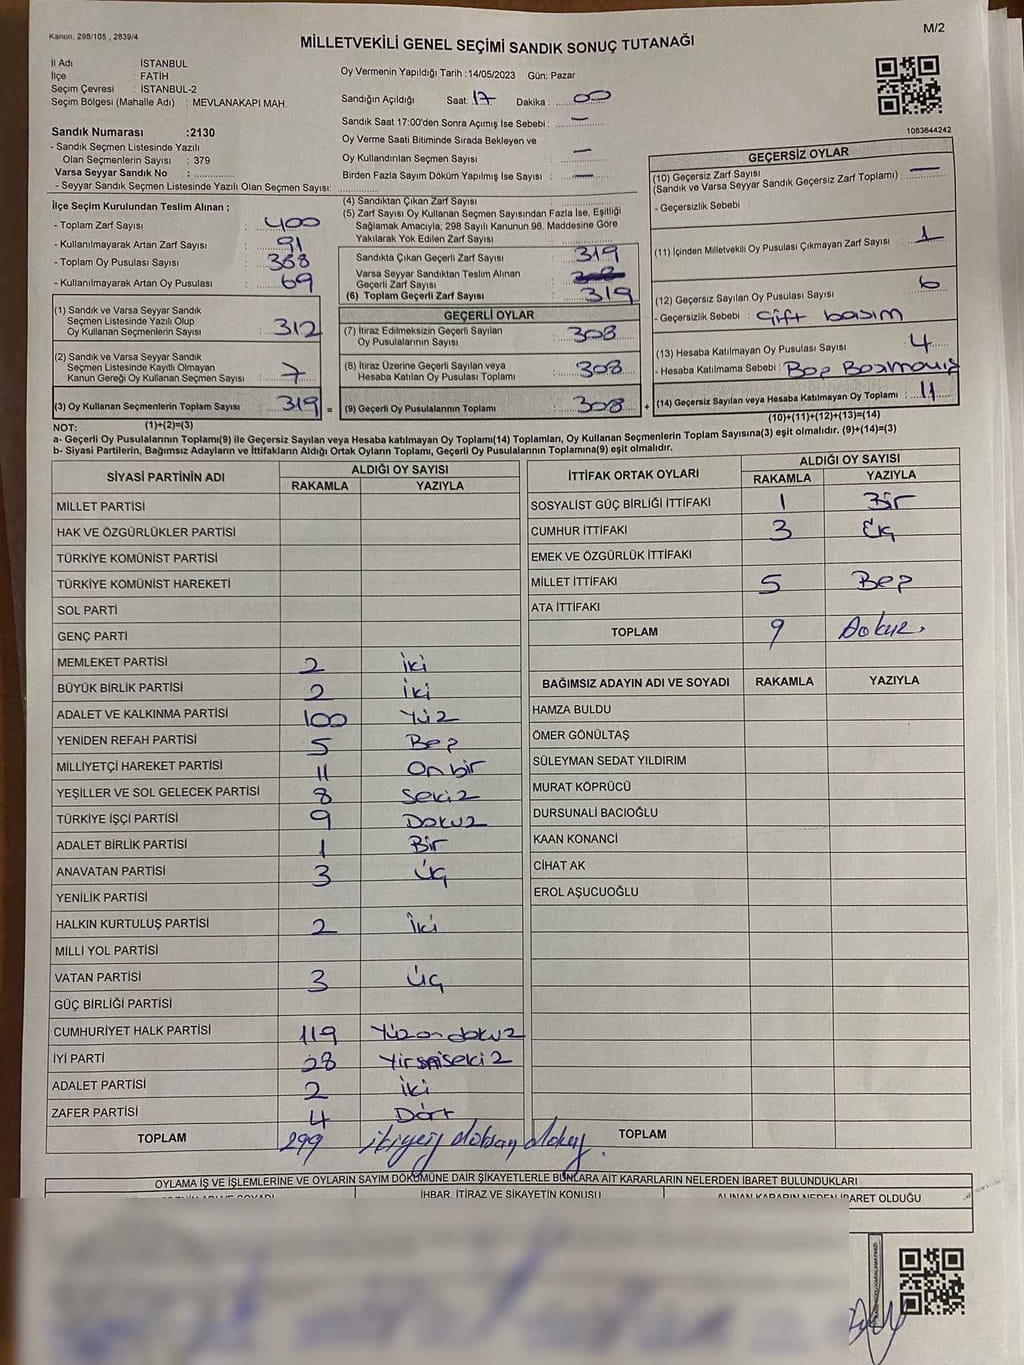 Kanun. 298/105 , 2839/4
M/2
MİLLETVEKİLİ GENEL SEÇİMİ SANDIK SONUÇ TUTANAĞI
İl Adı : İSTANBUL
İlçe : FATİH
Seçim Çevresi : İSTANBUL-2
Seçim Bölgesi (Mahalle Adı) : MEVLANAKAPI MAH.
Sandık Numarası :2130
- Sandık Seçmen Listesinde Yazılı
Olan Seçmenlerin Sayısı : 379
Varsa Seyyar Sandık No :
- Seyyar Sandık Seçmen Listesinde Yazılı Olan Seçmen Sayısı:
Oy Vermenin Yapıldığı Tarih :14/05/2023 Gün: Pazar
Sandığın Açıldığı Saat: 17 Dakika : 00
Sandık Saat 17:00'den Sonra Açımış İse Sebebi : —
Oy Verme Saati Bitiminde Sırada Bekleyen ve
Oy Kullandırılan Seçmen Sayısı : —
Birden Fazla Sayım Döküm Yapılmış İse Sayısı : —
1083644242
İlçe Seçim Kurulundan Teslim Alınan ;
- Toplam Zarf Sayısı : 400
- Kullanılmayarak Artan Zarf Sayısı : 91
- Toplam Oy Pusulası Sayısı : 388
- Kullanılmayarak Artan Oy Pusulası : 69
(1) Sandık ve Varsa Seyyar Sandık
Seçmen Listesinde Yazılı Olup
Oy Kullanan Seçmenlerin Sayısı : 312
(2) Sandık ve Varsa Seyyar Sandık
Seçmen Listesinde Kayıtlı Olmayan
Kanun Gereği Oy Kullanan Seçmen Sayısı : 7
(3) Oy Kullanan Seçmenlerin Toplam Sayısı : 319 =
(1)+(2)=(3)
(4) Sandıktan Çıkan Zarf Sayısı :
(5) Zarf Sayısı Oy Kullanan Seçmen Sayısından Fazla İse, Eşitliği
Sağlamak Amacıyla; 298 Sayılı Kanunun 98. Maddesine Göre
Yakılarak Yok Edilen Zarf Sayısı :
Sandıkta Çıkan Geçerli Zarf Sayısı : 319
Varsa Seyyar Sandıktan Teslim Alınan
Geçerli Zarf Sayısı :
(6) Toplam Geçerli Zarf Sayısı : 319
GEÇERLİ OYLAR
(7) İtiraz Edilmeksizin Geçerli Sayılan
Oy Pusulalarının Sayısı : 308
(8) İtiraz Üzerine Geçerli Sayılan veya
Hesaba Katılan Oy Pusulası Toplamı : 308
(9) Geçerli Oy Pusulalarının Toplamı : 308 +
GEÇERSİZ OYLAR
(10) Geçersiz Zarf Sayısı
(Sandık ve Varsa Seyyar Sandık Geçersiz Zarf Toplamı) : —
- Geçersizlik Sebebi :
(11) İçinden Milletvekili Oy Pusulası Çıkmayan Zarf Sayısı : 1
(12) Geçersiz Sayılan Oy Pusulası Sayısı : 6
- Geçersizlik Sebebi : Çift basım
(13) Hesaba Katılmayan Oy Pusulası Sayısı : 4
- Hesaba Katılmama Sebebi : Boş Basmamış
(14) Geçersiz Sayılan veya Hesaba Katılmayan Oy Toplamı : 11
(10)+(11)+(12)+(13)=(14)
NOT:
a- Geçerli Oy Pusulalarının Toplamı(9) ile Geçersiz Sayılan veya Hesaba katılmayan Oy Toplamı(14) Toplamları, Oy Kullanan Seçmenlerin Toplam Sayısına(3) eşit olmalıdır. (9)+(14)=(3)
b- Siyasi Partilerin, Bağımsız Adayların ve İttifakların Aldığı Ortak Oyların Toplamı, Geçerli Oy Pusulalarının Toplamına(9) eşit olmalıdır.
SİYASİ PARTİNİN ADI ALDIĞI OY SAYISI
RAKAMLA YAZIYLA
MİLLET PARTİSİ
HAK VE ÖZGÜRLÜKLER PARTİSİ
TÜRKİYE KOMÜNİST PARTİSİ
TÜRKİYE KOMÜNİST HAREKETİ
SOL PARTİ
GENÇ PARTİ
MEMLEKET PARTİSİ 2 iki
BÜYÜK BİRLİK PARTİSİ 2 iki
ADALET VE KALKINMA PARTİSİ 100 Yüz
YENİDEN REFAH PARTİSİ 5 Beş
MİLLİYETÇİ HAREKET PARTİSİ 11 On bir
YEŞİLLER VE SOL GELECEK PARTİSİ 8 Sekiz
TÜRKİYE İŞÇİ PARTİSİ 9 Dokuz
ADALET BİRLİK PARTİSİ 1 Bir
ANAVATAN PARTİSİ 3 Üç
YENİLİK PARTİSİ
HALKIN KURTULUŞ PARTİSİ 2 İki
MİLLİ YOL PARTİSİ
VATAN PARTİSİ 3 Üç
GÜÇ BİRLİĞİ PARTİSİ
CUMHURİYET HALK PARTİSİ 119 Yüzondokuz
İYİ PARTİ 28 Yirmisekiz
ADALET PARTİSİ 2 iki
ZAFER PARTİSİ 4 Dört
TOPLAM 299 ikiyüz doksan dokuz
İTTİFAK ORTAK OYLARI ALDIĞI OY SAYISI
RAKAMLA YAZIYLA
SOSYALİST GÜÇ BİRLİĞİ İTTİFAKI 1 Bir
CUMHUR İTTİFAKI 3 Üç
EMEK VE ÖZGÜRLÜK İTTİFAKI
MİLLET İTTİFAKI 5 Beş
ATA İTTİFAKI
TOPLAM 9 Dokuz.
BAĞIMSIZ ADAYIN ADI VE SOYADI RAKAMLA YAZIYLA
HAMZA BULDU
ÖMER GÖNÜLTAŞ
SÜLEYMAN SEDAT YILDIRIM
MURAT KÖPRÜCÜ
DURSUNALİ BACIOĞLU
KAAN KONANCİ
CİHAT AK
EROL AŞUCUOĞLU
TOPLAM
OYLAMA İŞ VE İŞLEMLERİNE VE OYLARIN SAYIM DÖKÜMÜNE DAİR ŞİKAYETLERLE BUNLARA AİT KARARLARIN NELERDEN İBARET BULUNDUKLARI
İHBAR, İTİRAZ VE ŞİKAYETİN KONUSU ALINAN KARARIN NEDEN İBARET OLDUĞU